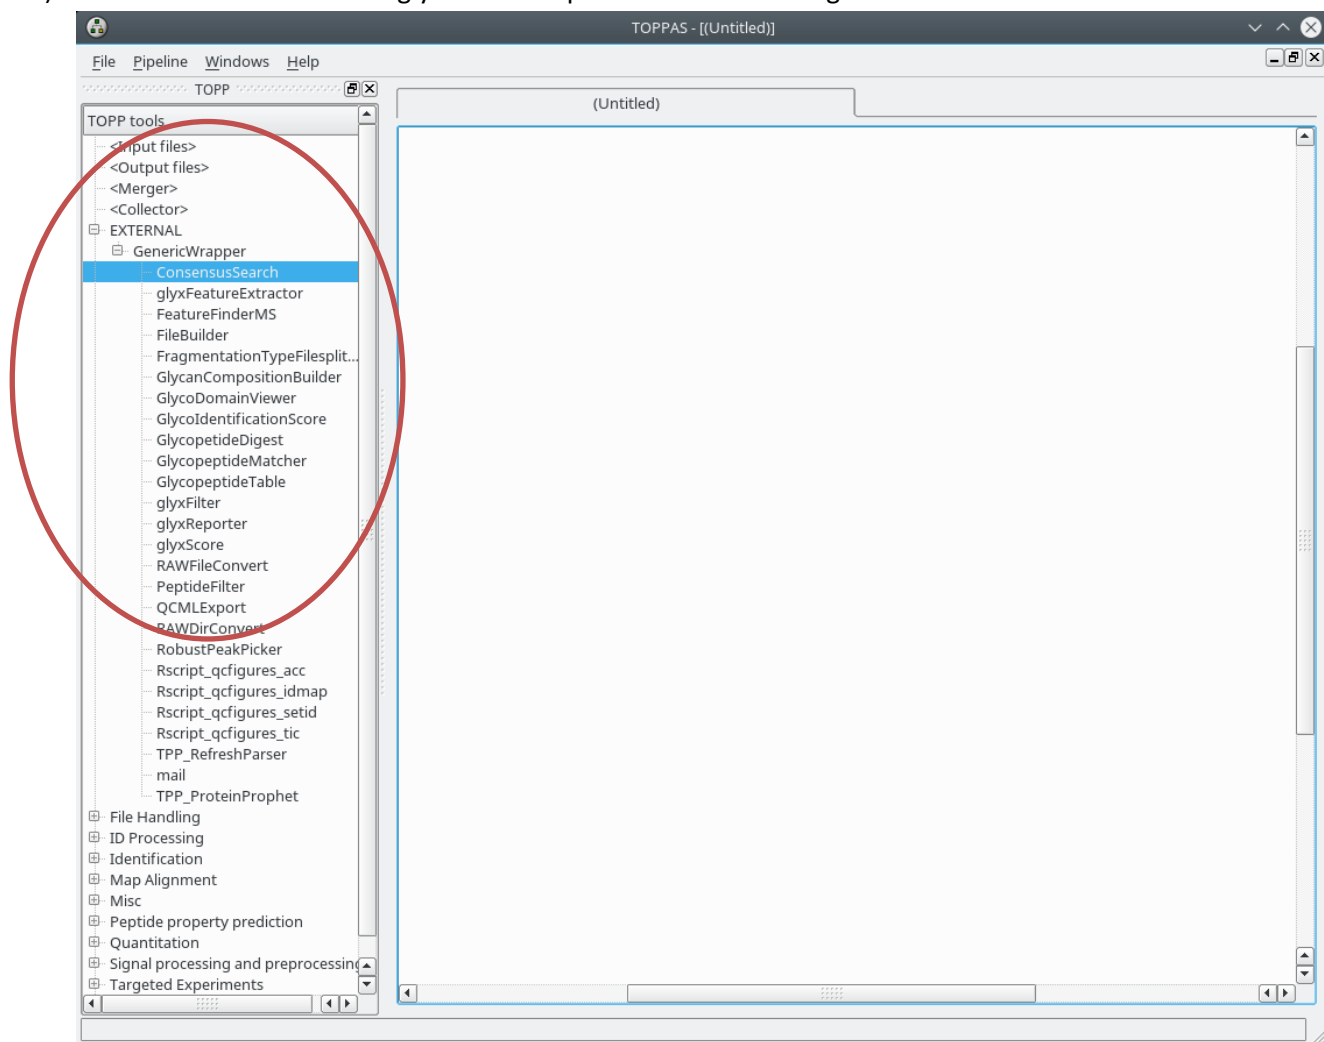 TOPPAS - [(Untitled)]
File Pipeline Windows Help
TOPP
(Untitled)
TOPP tools
<Input files>
<Output files>
<Merger>
<Collector>
EXTERNAL
GenericWrapper
ConsensusSearch
glyxFeatureExtractor
FeatureFinderMS
FileBuilder
FragmentationTypeFilesplit...
GlycanCompositionBuilder
GlycoDomainViewer
GlycoIdentificationScore
GlycopetideDigest
GlycopeptideMatcher
GlycopeptideTable
glyxFilter
glyxReporter
glyxScore
RAWFileConvert
PeptideFilter
QCMLExport
RAWDirConvert
RobustPeakPicker
Rscript_qcfigures_acc
Rscript_qcfigures_idmap
Rscript_qcfigures_setid
Rscript_qcfigures_tic
TPP_RefreshParser
mail
TPP_ProteinProphet
File Handling
ID Processing
Identification
Map Alignment
Misc
Peptide property prediction
Quantitation
Signal processing and preprocessing
Targeted Experiments